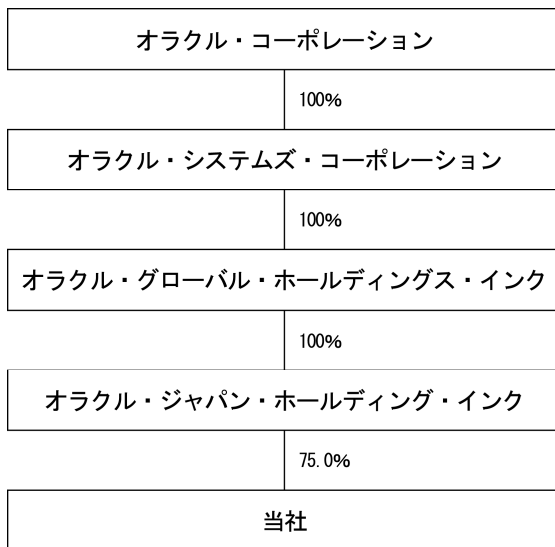 オラクル・コーポレーション
100%
オラクル・システムズ・コーポレーション
100%
オラクル・グローバル・ホールディングス・インク
100%
オラクル・ジャパン・ホールディング・インク
75.0%
当社